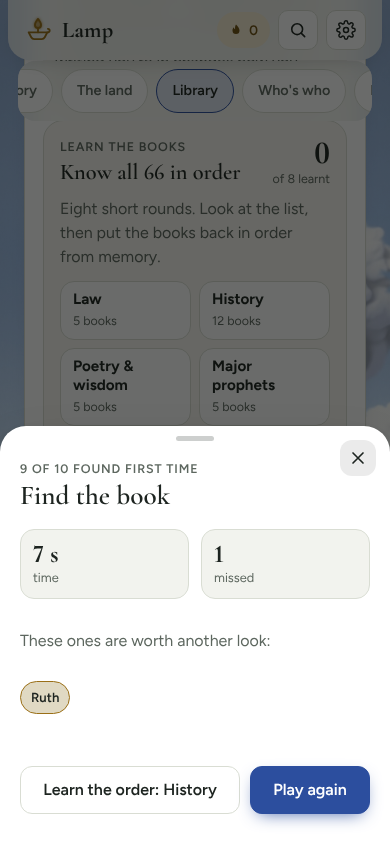 Lamp
0
The land
Library
Who's who
LEARN THE BOOKS
0
Know all 66 in order
of 8 learnt
Eight short rounds. Look at the list,
then put the books back in order
from memory.
Law
5 books
History
12 books
Poetry &
wisdom
5 books
Major
prophets
5 books
9 OF 10 FOUND FIRST TIME
Find the book
7 s
time
1
missed
These ones are worth another look:
Ruth
Learn the order: History
Play again